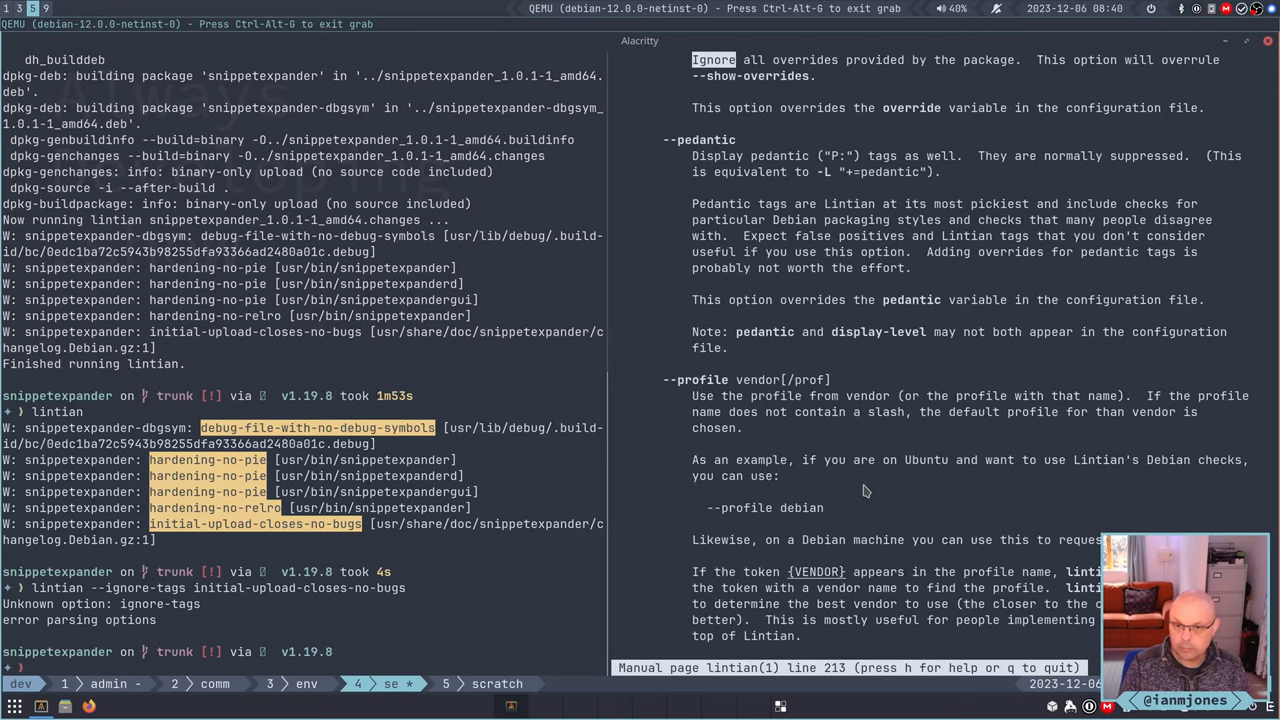 1 3 5 9
QEMU (debian-12.0.0-netinst-0) - Press Ctrl-Alt-G to exit grab
40%
2023-12-06 08:40
QEMU (debian-12.0.0-netinst-0) - Press Ctrl-Alt-G to exit grab
Alacritty
dh_builddeb
dpkg-deb: building package 'snippetexpander' in '../snippetexpander_1.0.1-1_amd64.
deb'.
dpkg-deb: building package 'snippetexpander-dbgsym' in '../snippetexpander-dbgsym_
1.0.1-1_amd64.deb'.
dpkg-genbuildinfo --build=binary -O../snippetexpander_1.0.1-1_amd64.buildinfo
dpkg-genchanges --build=binary -O../snippetexpander_1.0.1-1_amd64.changes
dpkg-genchanges: info: binary-only upload (no source code included)
dpkg-source -i --after-build .
dpkg-buildpackage: info: binary-only upload (no source included)
Now running lintian snippetexpander_1.0.1-1_amd64.changes ...
W: snippetexpander-dbgsym: debug-file-with-no-debug-symbols [usr/lib/debug/.build-
id/bc/0edc1ba72c5943b98255dfa93366ad2480a01c.debug]
W: snippetexpander: hardening-no-pie [usr/bin/snippetexpander]
W: snippetexpander: hardening-no-pie [usr/bin/snippetexpanderd]
W: snippetexpander: hardening-no-pie [usr/bin/snippetexpandergui]
W: snippetexpander: hardening-no-relro [usr/bin/snippetexpander]
W: snippetexpander: initial-upload-closes-no-bugs [usr/share/doc/snippetexpander/c
hangelog.Debian.gz:1]
Finished running lintian.
snippetexpander on trunk [!] via v1.19.8 took 1m53s
✦ ❯ lintian
W: snippetexpander-dbgsym: debug-file-with-no-debug-symbols [usr/lib/debug/.build-
id/bc/0edc1ba72c5943b98255dfa93366ad2480a01c.debug]
W: snippetexpander: hardening-no-pie [usr/bin/snippetexpander]
W: snippetexpander: hardening-no-pie [usr/bin/snippetexpanderd]
W: snippetexpander: hardening-no-pie [usr/bin/snippetexpandergui]
W: snippetexpander: hardening-no-relro [usr/bin/snippetexpander]
W: snippetexpander: initial-upload-closes-no-bugs [usr/share/doc/snippetexpander/c
hangelog.Debian.gz:1]
snippetexpander on trunk [!] via v1.19.8 took 4s
✦ ❯ lintian --ignore-tags initial-upload-closes-no-bugs
Unknown option: ignore-tags
error parsing options
snippetexpander on trunk [!] via v1.19.8
✦ ❯
Ignore all overrides provided by the package. This option will overrule
--show-overrides.
This option overrides the override variable in the configuration file.
--pedantic
Display pedantic ("P:") tags as well. They are normally suppressed. (This
is equivalent to -L "+=pedantic").
Pedantic tags are Lintian at its most pickiest and include checks for
particular Debian packaging styles and checks that many people disagree
with. Expect false positives and Lintian tags that you don't consider
useful if you use this option. Adding overrides for pedantic tags is
probably not worth the effort.
This option overrides the pedantic variable in the configuration file.
Note: pedantic and display-level may not both appear in the configuration
file.
--profile vendor[/prof]
Use the profile from vendor (or the profile with that name). If the profile
name does not contain a slash, the default profile for than vendor is
chosen.
As an example, if you are on Ubuntu and want to use Lintian's Debian checks,
you can use:
--profile debian
Likewise, on a Debian machine you can use this to reques
If the token {VENDOR} appears in the profile name, lint
the token with a vendor name to find the profile. lint
to determine the best vendor to use (the closer to the
better). This is mostly useful for people implementing
top of Lintian.
Manual page lintian(1) line 213 (press h for help or q to quit)
dev 1 admin - 2 comm 3 env 4 se * 5 scratch
2023-12-06
@ianmjones